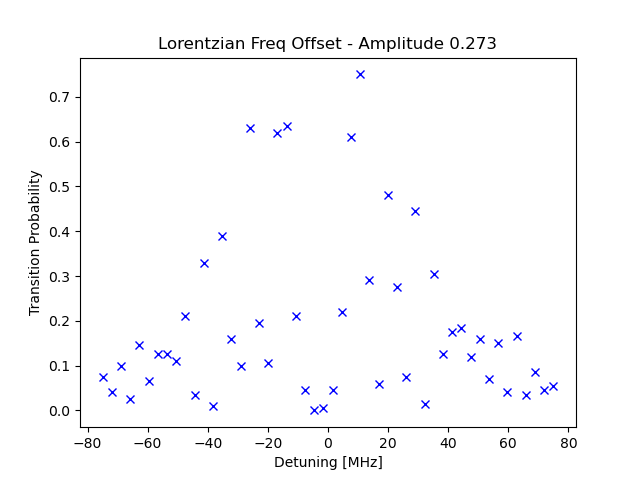 Lorentzian Freq Offset - Amplitude 0.273
Transition Probability
0.7
0.6
0.5
0.4
0.3
0.2
0.1
0.0
−80 −60 −40 −20 0 20 40 60 80
Detuning [MHz]